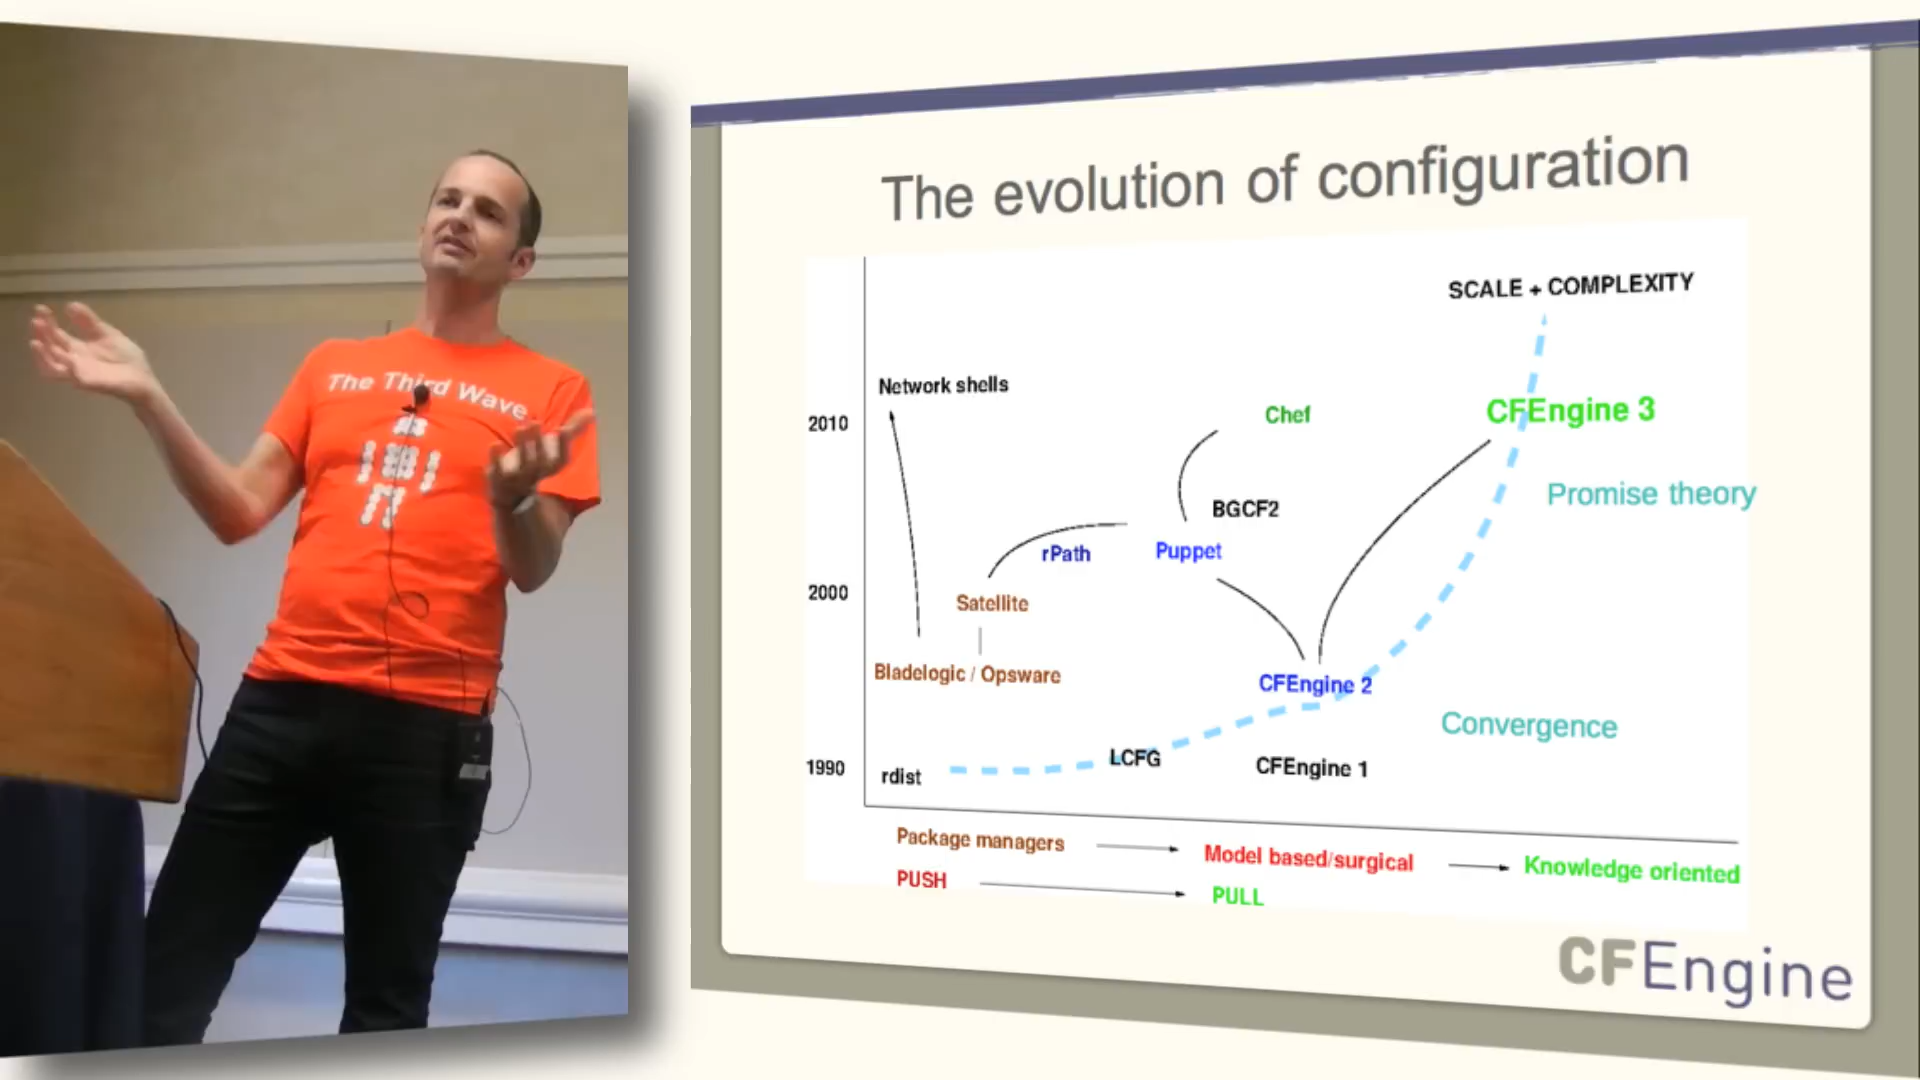 The Third Wave
The evolution of configuration
SCALE + COMPLEXITY
Network shells
2010
Chef
CFEngine 3
Promise theory
BGCF2
rPath
Puppet
2000
Satellite
Bladelogic / Opsware
CFEngine 2
Convergence
1990
rdist
LCFG
CFEngine 1
Package managers
Model based/surgical
Knowledge oriented
PUSH
PULL
CFEngine